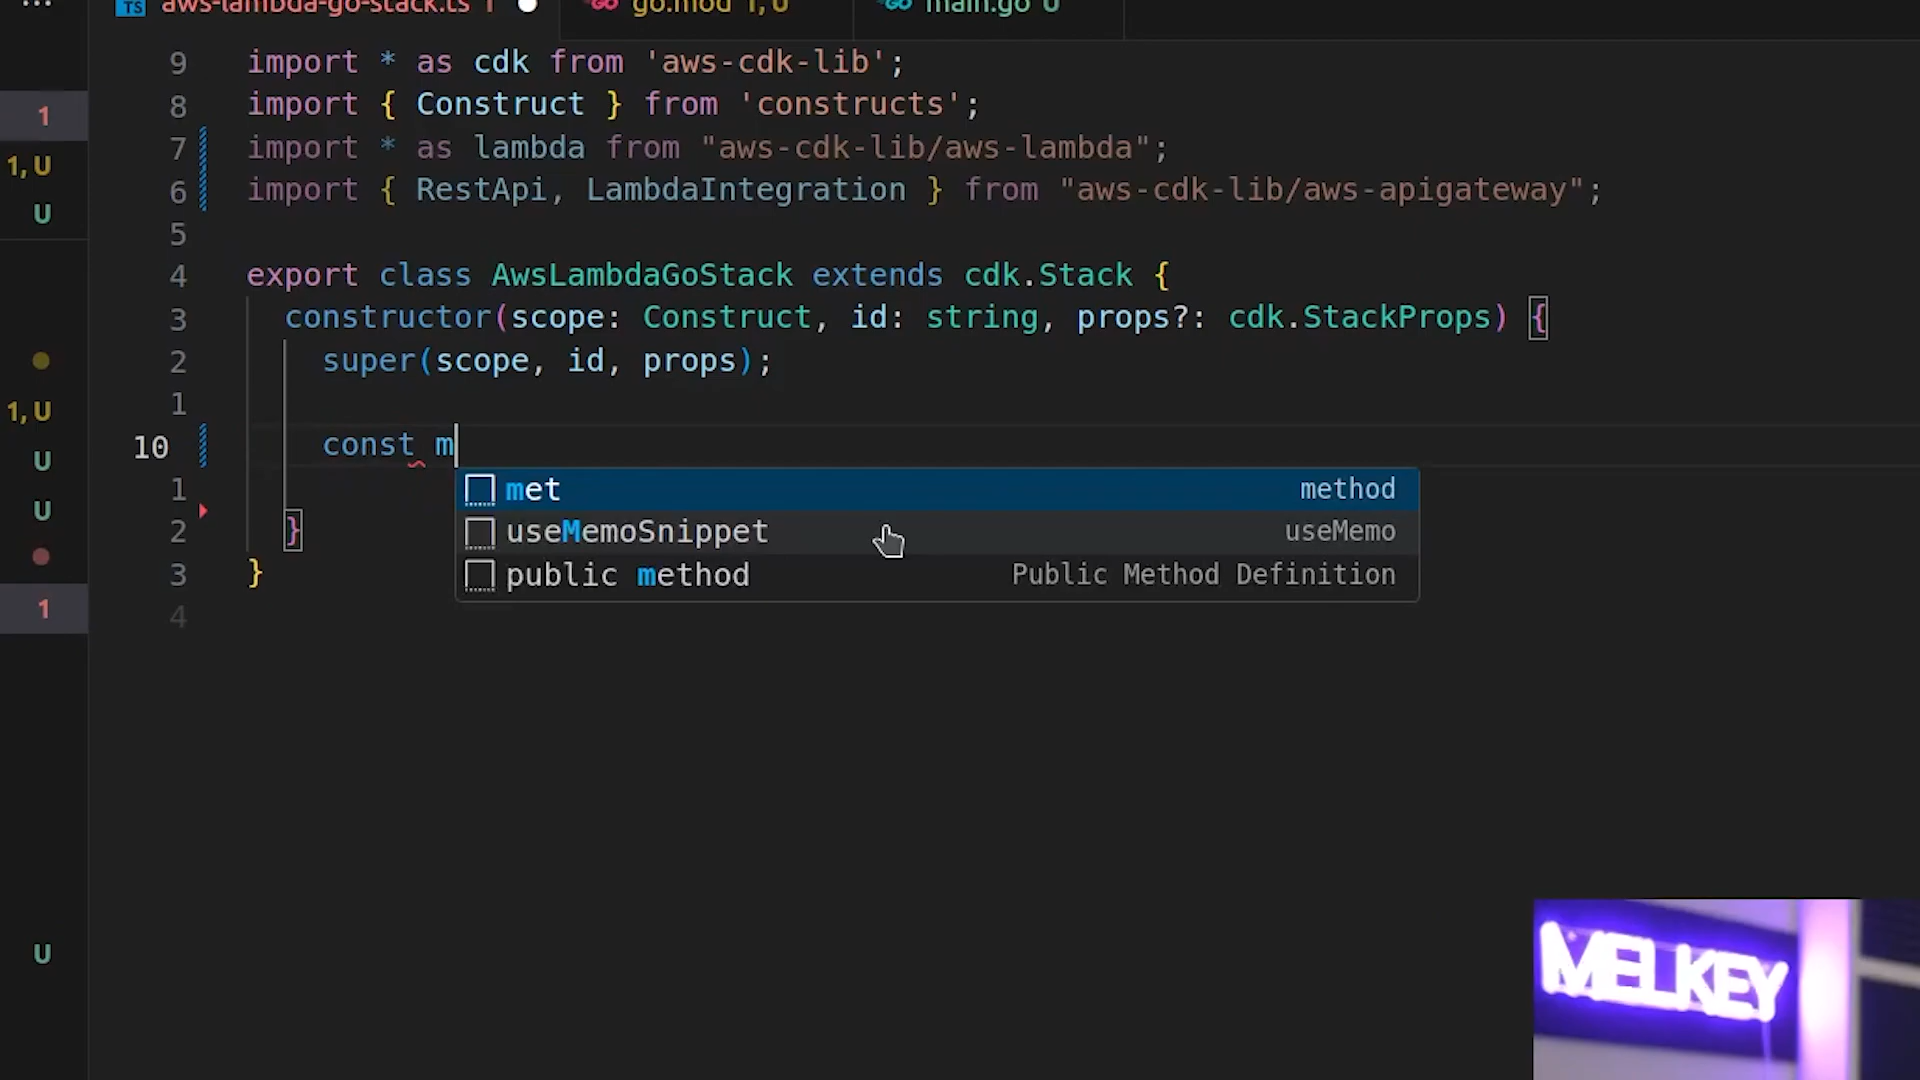 ...
aws-lambda-go-stack.ts 1
go.mod 1, U
main.go U
9 import * as cdk from 'aws-cdk-lib';
8 import { Construct } from 'constructs';
1
7 import * as lambda from "aws-cdk-lib/aws-lambda";
1, U
6 import { RestApi, LambdaIntegration } from "aws-cdk-lib/aws-apigateway";
U
5
4 export class AwsLambdaGoStack extends cdk.Stack {
3 constructor(scope: Construct, id: string, props?: cdk.StackProps) {
2 super(scope, id, props);
1
1, U
10 const m
U
1 met method
U
2 } useMemoSnippet useMemo
3 } public method Public Method Definition
1
4
U
MELKEY